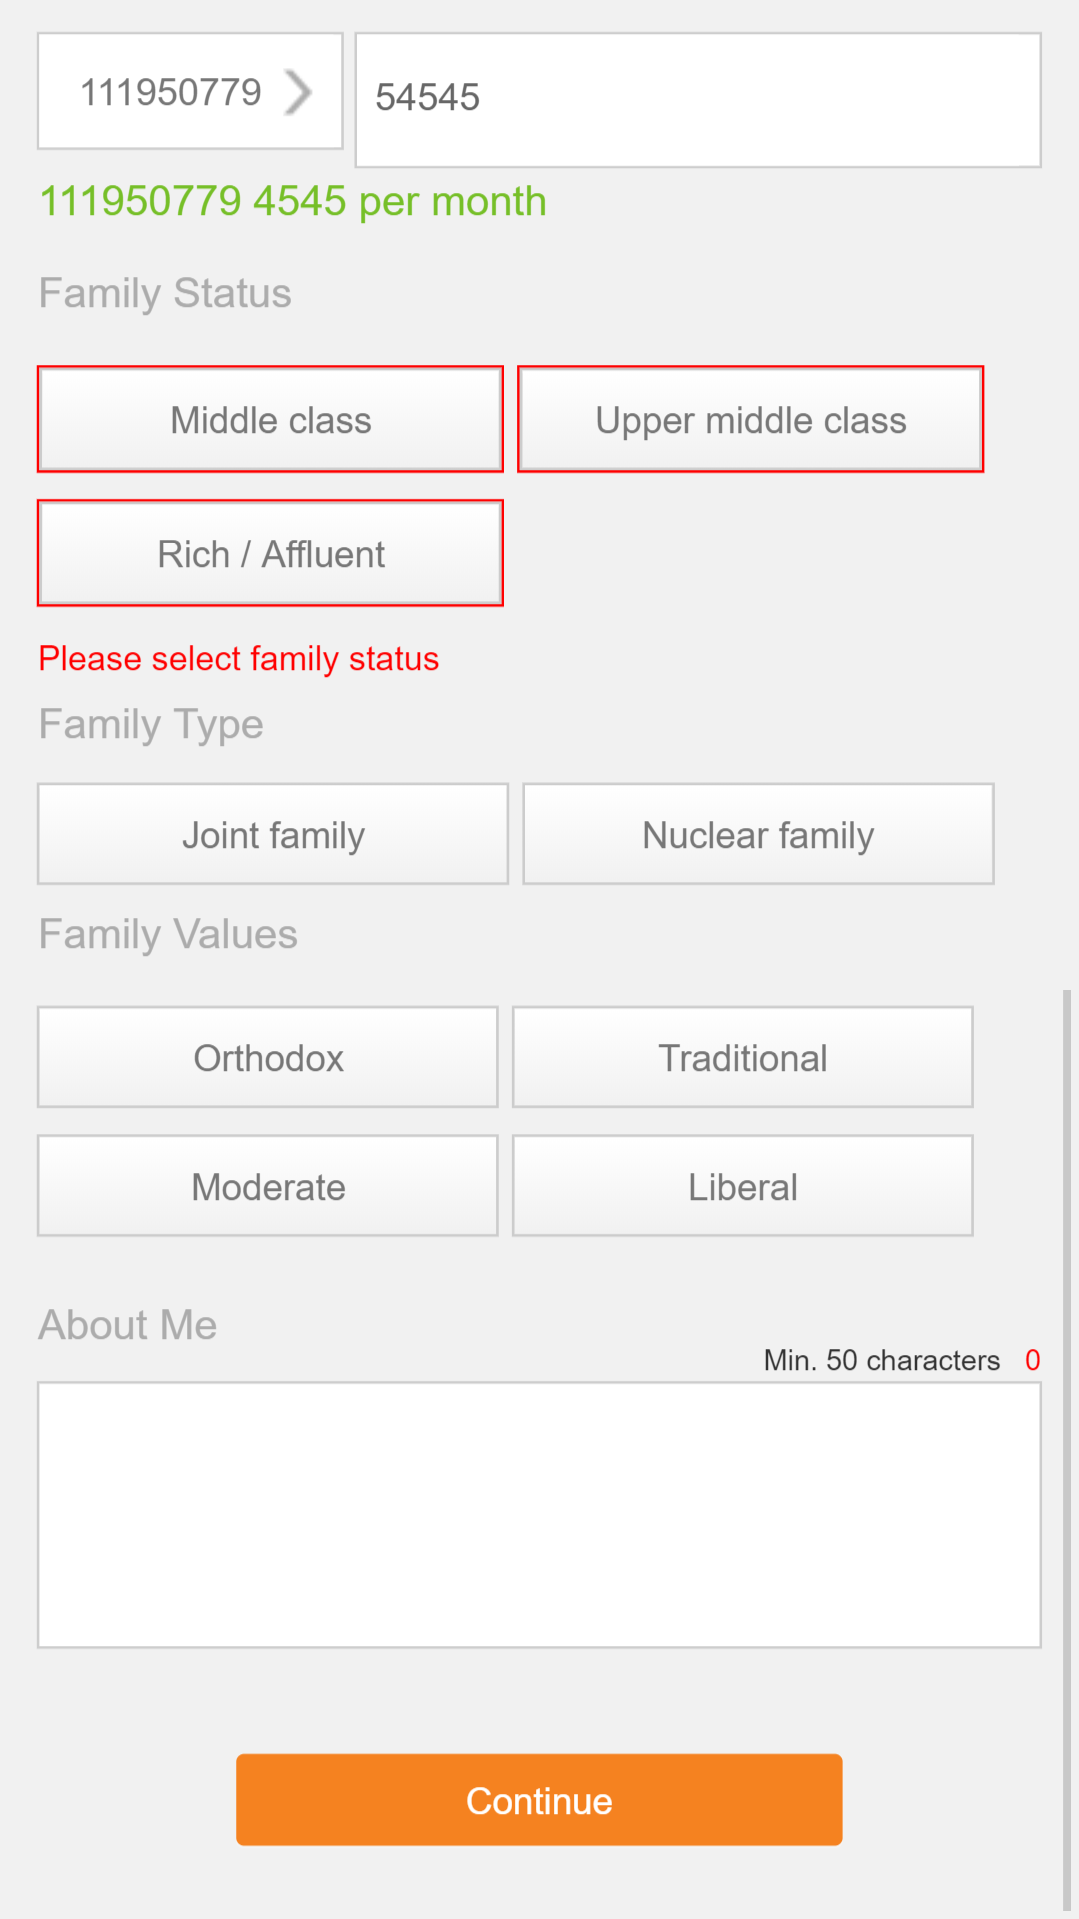 111950779 54545
111950779 4545 per month
Family Status
Middle class Upper middle class
Rich / Affluent
Please select family status
Family Type
Joint family Nuclear family
Family Values
Orthodox Traditional
Moderate Liberal
About Me
Min. 50 characters 0
Continue